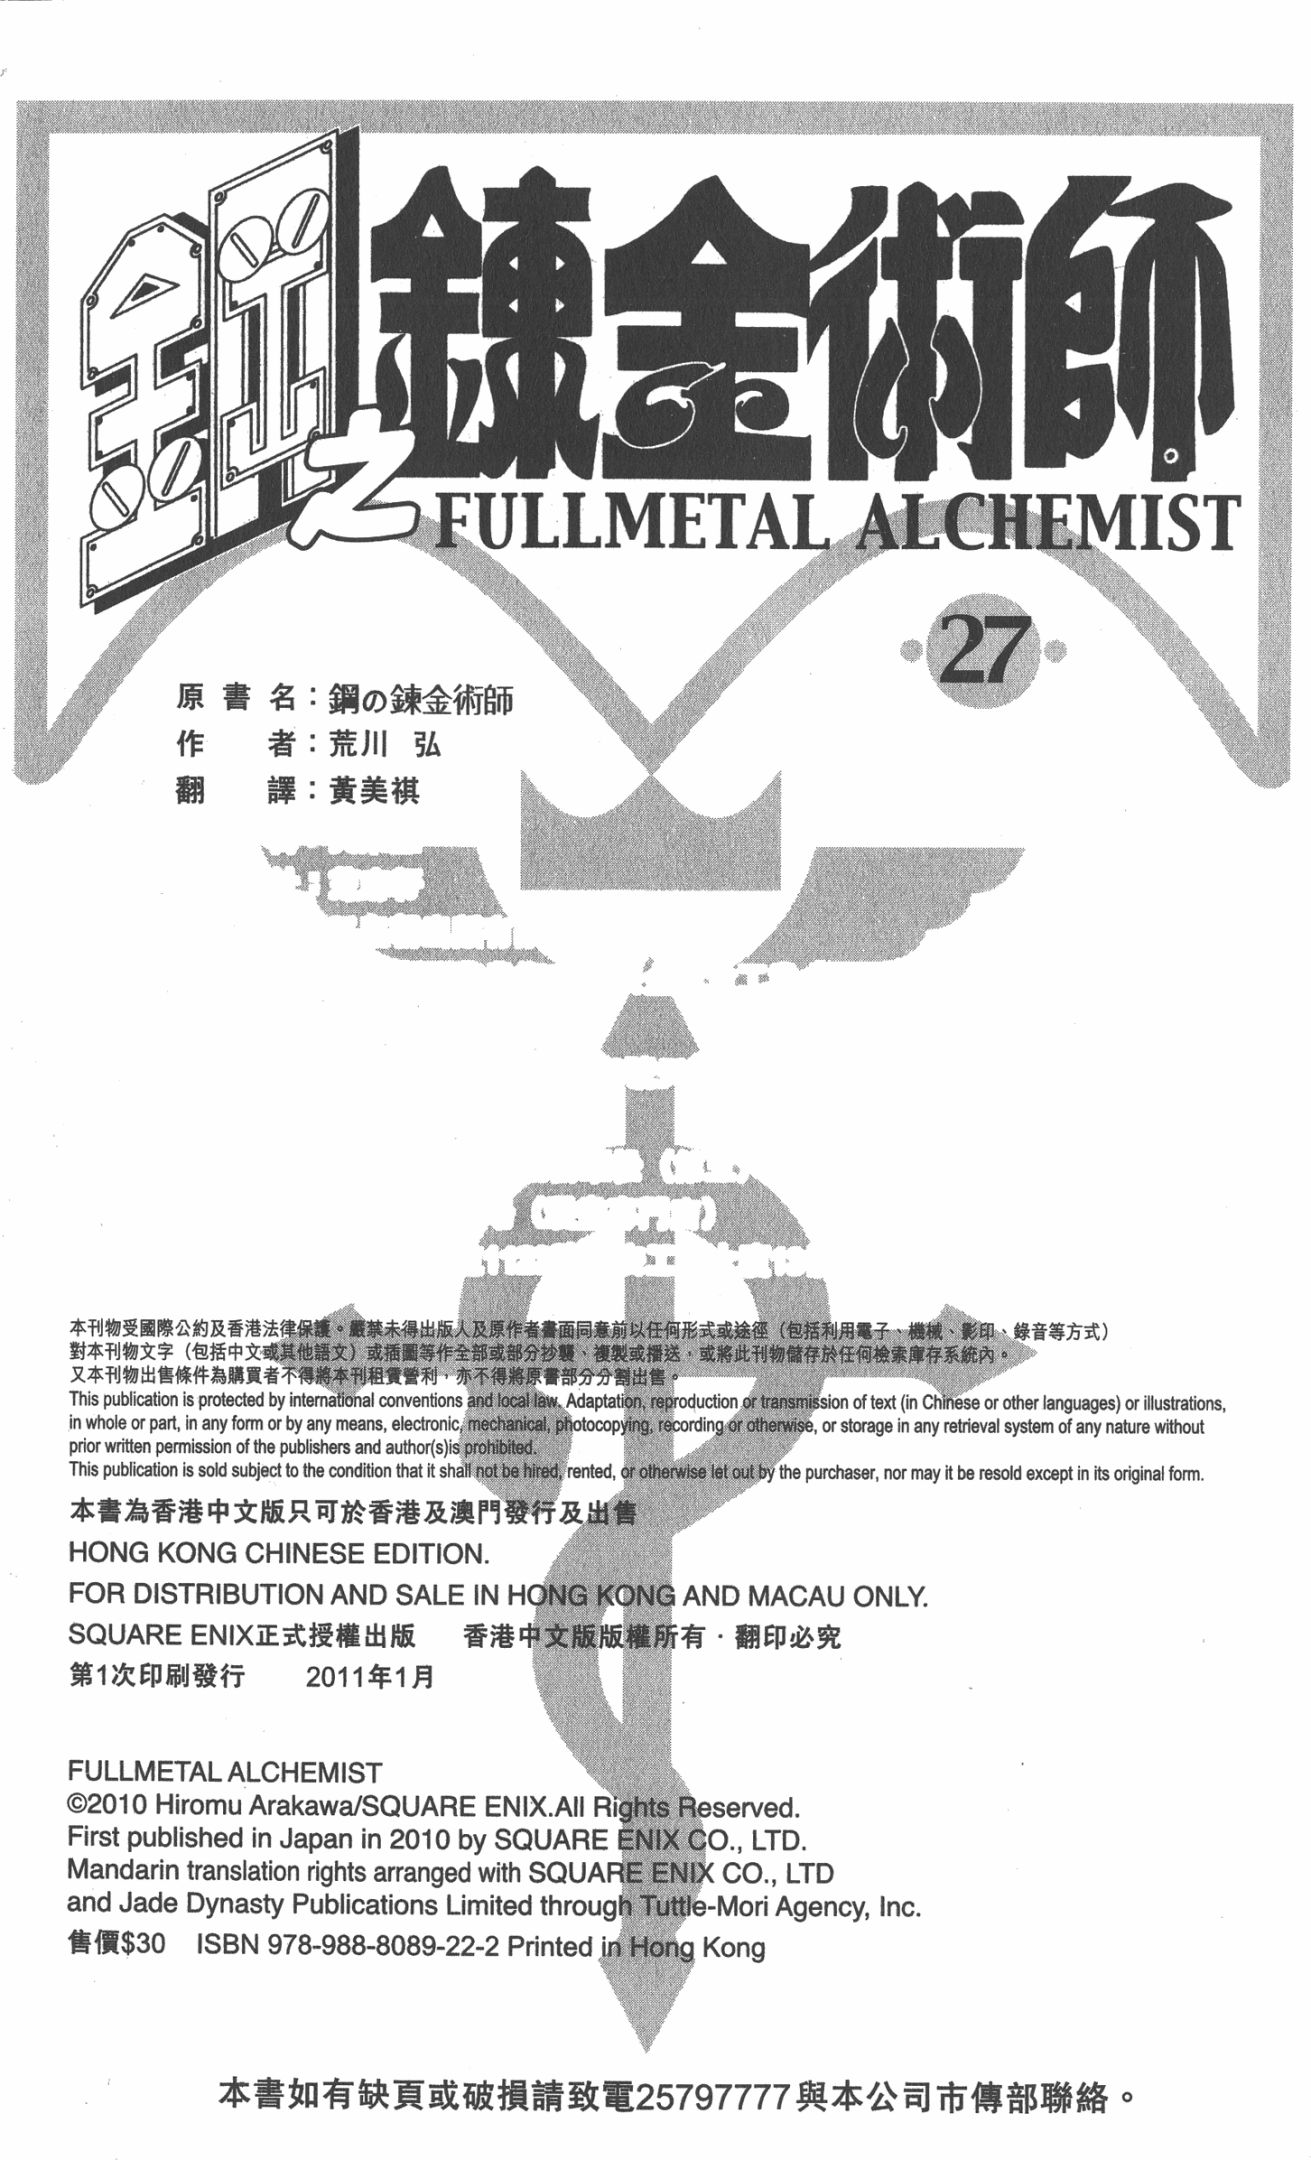 鋼之鍊金術師
FULLMETAL ALCHEMIST
27
原書名：鋼の鍊金術師
作者：荒川 弘
翻譯：黃美祺
本刊物受國際公約及香港法律保護。嚴禁未得出版人及原作者書面同意前以任何形式或途徑（包括利用電子、機械、影印、錄音等方式）
對本刊物文字（包括中文或其他語文）或插圖等作全部或部分抄襲、複製或播送，或將此刊物儲存於任何檢索庫存系統內。
又本刊物出售條件為購買者不得將本刊租賃營利，亦不得將原書部分分割出售。
This publication is protected by international conventions and local law. Adaptation, reproduction or transmission of text (in Chinese or other languages) or illustrations,
in whole or part, in any form or by any means, electronic, mechanical, photocopying, recording or otherwise, or storage in any retrieval system of any nature without
prior written permission of the publishers and author(s)is prohibited.
This publication is sold subject to the condition that it shall not be hired, rented, or otherwise let out by the purchaser, nor may it be resold except in its original form.
本書為香港中文版只可於香港及澳門發行及出售
HONG KONG CHINESE EDITION.
FOR DISTRIBUTION AND SALE IN HONG KONG AND MACAU ONLY.
SQUARE ENIX正式授權出版 香港中文版版權所有．翻印必究
第1次印刷發行 2011年1月
FULLMETAL ALCHEMIST
©2010 Hiromu Arakawa/SQUARE ENIX.All Rights Reserved.
First published in Japan in 2010 by SQUARE ENIX CO., LTD.
Mandarin translation rights arranged with SQUARE ENIX CO., LTD
and Jade Dynasty Publications Limited through Tuttle-Mori Agency, Inc.
售價$30 ISBN 978-988-8089-22-2 Printed in Hong Kong
本書如有缺頁或破損請致電25797777與本公司市傳部聯絡。